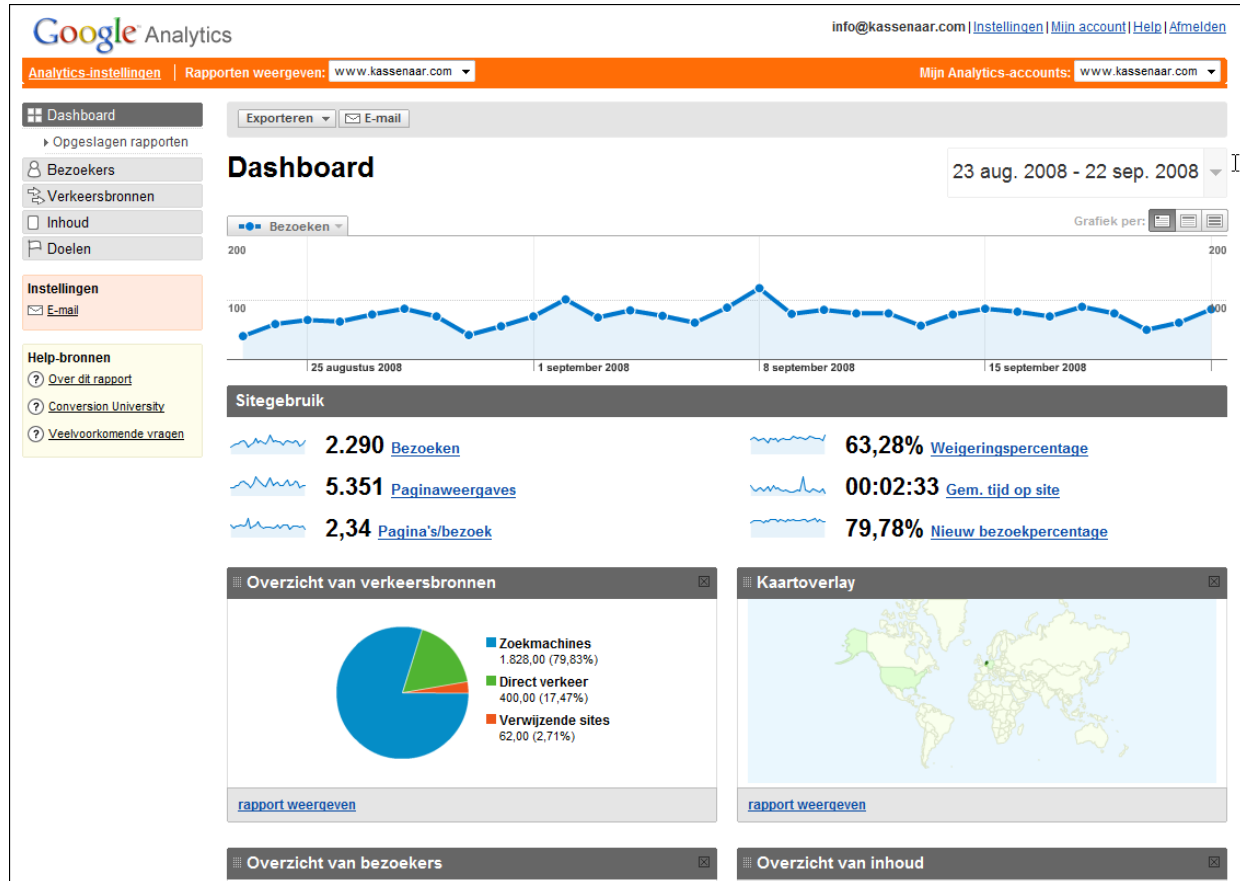 Google Analytics
info@kassenaar.com | Instellingen | Mijn account | Help | Afmelden
Analytics-instellingen | Rapporten weergeven: www.kassenaar.com
Mijn Analytics-accounts: www.kassenaar.com
Dashboard
Opgeslagen rapporten
Bezoekers
Verkeersbronnen
Inhoud
Doelen
Instellingen
E-mail
Help-bronnen
Over dit rapport
Conversion University
Veelvoorkomende vragen
Exporteren
E-mail
Dashboard
23 aug. 2008 - 22 sep. 2008
Bezoeken
Grafiek per:
200
200
100
100
25 augustus 2008
1 september 2008
8 september 2008
15 september 2008
Sitegebruik
2.290 Bezoeken
63,28% Weigeringspercentage
5.351 Paginaweergaves
00:02:33 Gem. tijd op site
2,34 Pagina's/bezoek
79,78% Nieuw bezoekpercentage
Overzicht van verkeersbronnen
Zoekmachines
1.828,00 (79,83%)
Direct verkeer
400,00 (17,47%)
Verwijzende sites
62,00 (2,71%)
rapport weergeven
Kaartoverlay
rapport weergeven
Overzicht van bezoekers
Overzicht van inhoud